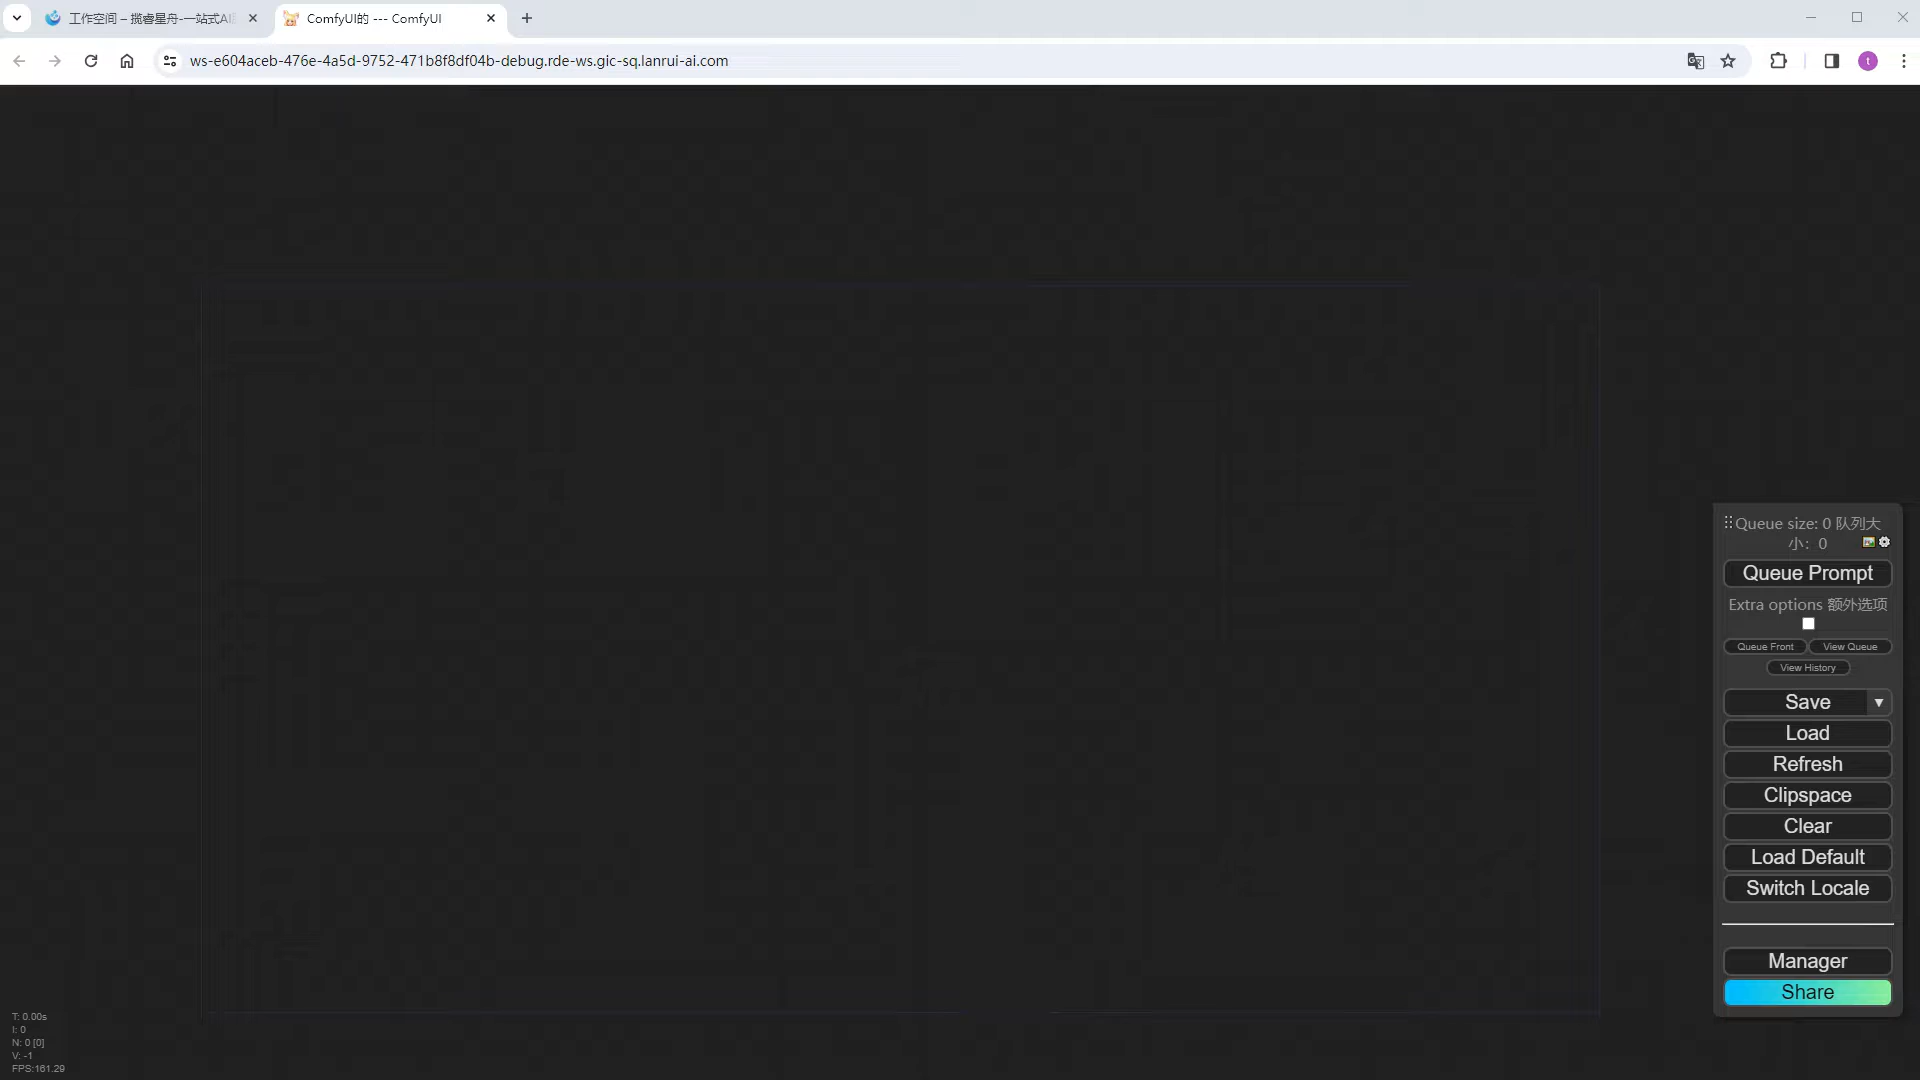 工作空间 – 揽睿星舟-一站式AI
ComfyUI的 --- ComfyUI
ws-e604aceb-476e-4a5d-9752-471b8f8df04b-debug.rde-ws.gic-sq.lanrui-ai.com
t
Queue size: 0 队列大
小: 0
Queue Prompt
Extra options 额外选项
Queue Front
View Queue
View History
Save
Load
Refresh
Clipspace
Clear
Load Default
Switch Locale
Manager
Share
T: 0.00s
I: 0
N: 0 [0]
V: -1
FPS:161.29